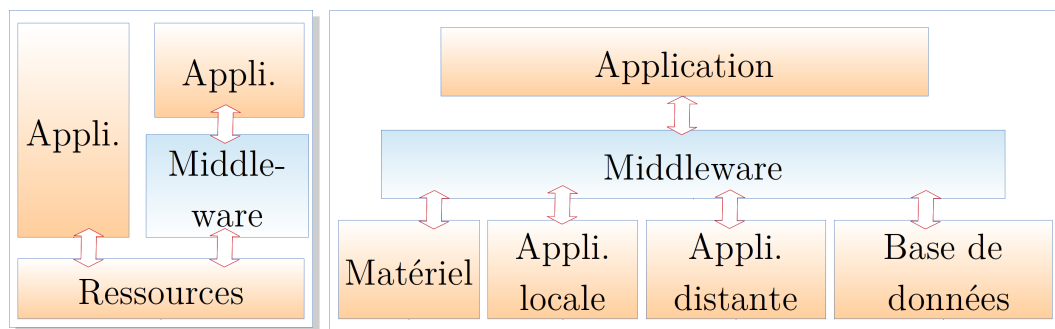 Appli.
Appli.
Middle-
ware
Ressources
Application
Middleware
Matériel
Appli.
locale
Appli.
distante
Base de
données